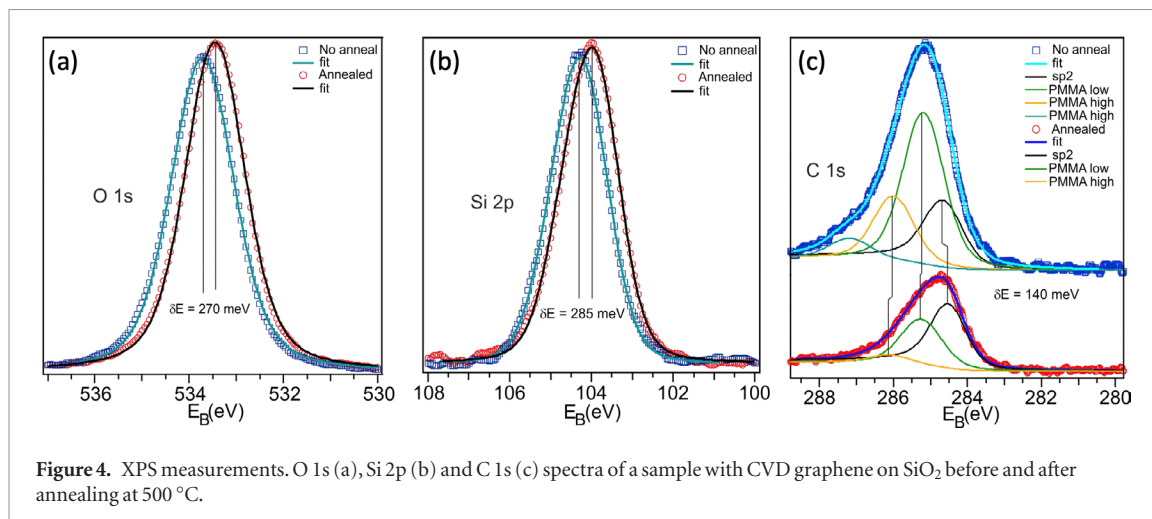 (a)
No anneal
fit
Annealed
fit
O 1s
δE = 270 meV
536
534
532
530
E_B(eV)
(b)
No anneal
fit
Annealed
fit
Si 2p
δE = 285 meV
108
106
104
102
100
E_B(eV)
(c)
No anneal
fit
sp2
PMMA low
PMMA high
PMMA high
Annealed
fit
sp2
PMMA low
PMMA high
C 1s
δE = 140 meV
288
286
284
282
280
E_B(eV)
Figure 4. XPS measurements. O 1s (a), Si 2p (b) and C 1s (c) spectra of a sample with CVD graphene on SiO₂ before and after
annealing at 500 °C.